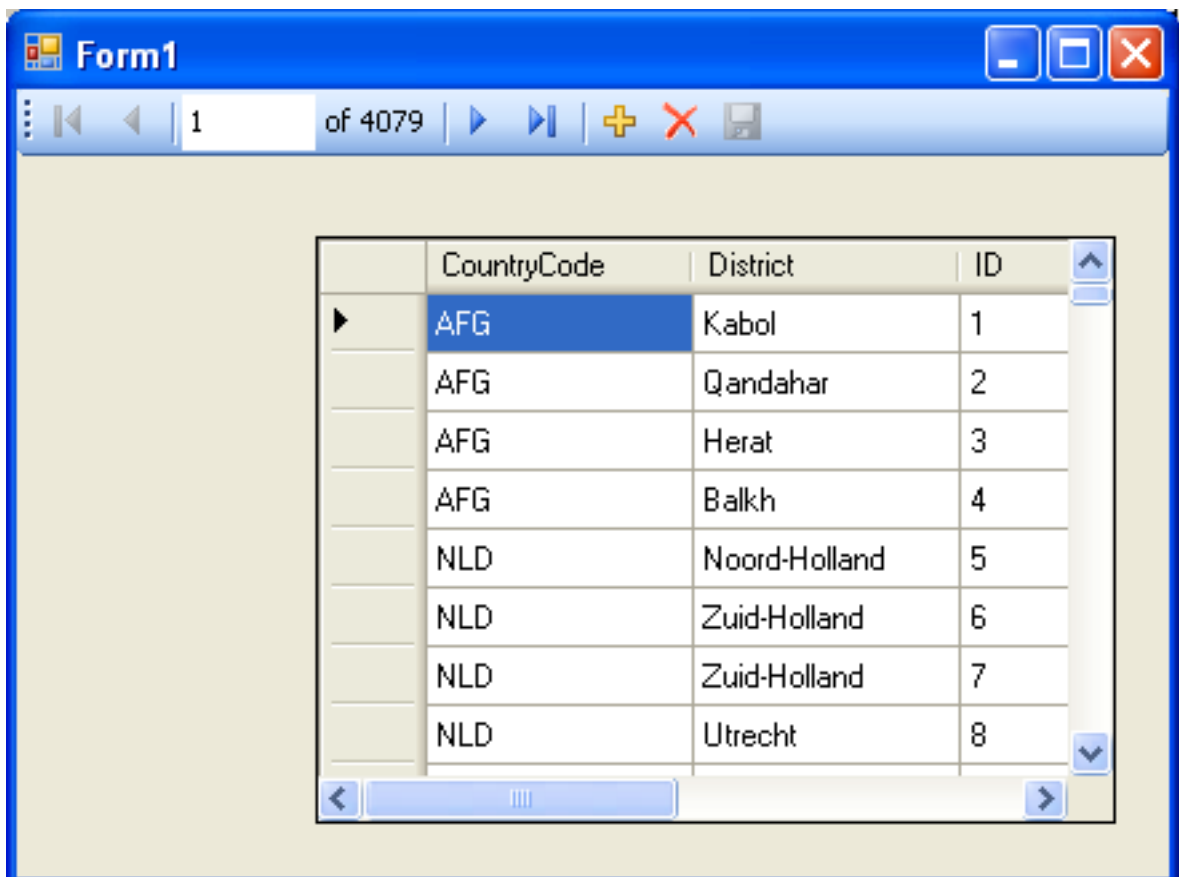 Form1
1 of 4079
CountryCode District ID
AFG Kabol 1
AFG Qandahar 2
AFG Herat 3
AFG Balkh 4
NLD Noord-Holland 5
NLD Zuid-Holland 6
NLD Zuid-Holland 7
NLD Utrecht 8